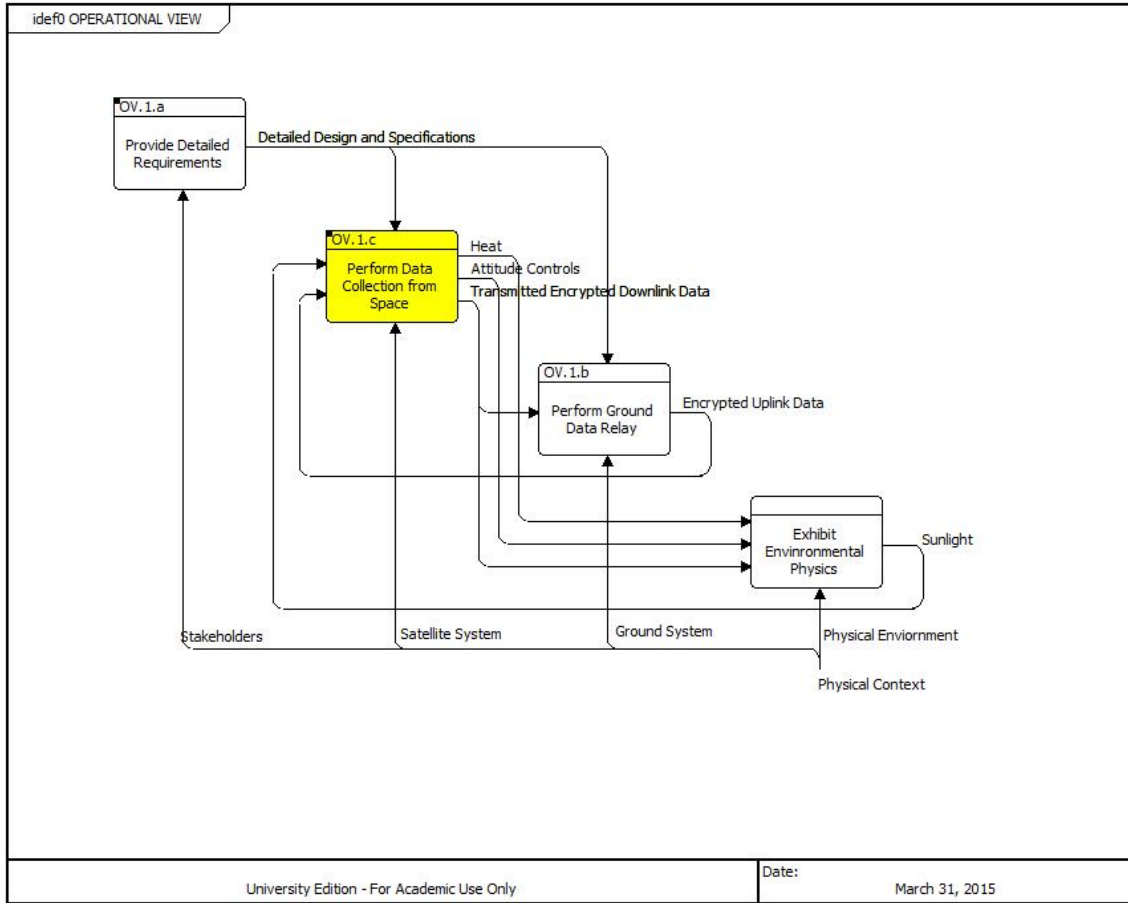 idef0 OPERATIONAL VIEW
OV.1.a
Provide Detailed
Requirements
Detailed Design and Specifications
OV.1.c
Perform Data
Collection from
Space
Heat
Attitude Controls
Transmitted Encrypted Downlink Data
OV.1.b
Perform Ground
Data Relay
Encrypted Uplink Data
Exhibit
Envinronmental
Physics
Sunlight
Stakeholders
Satellite System
Ground System
Physical Enviornment
Physical Context
University Edition - For Academic Use Only
Date:
March 31, 2015